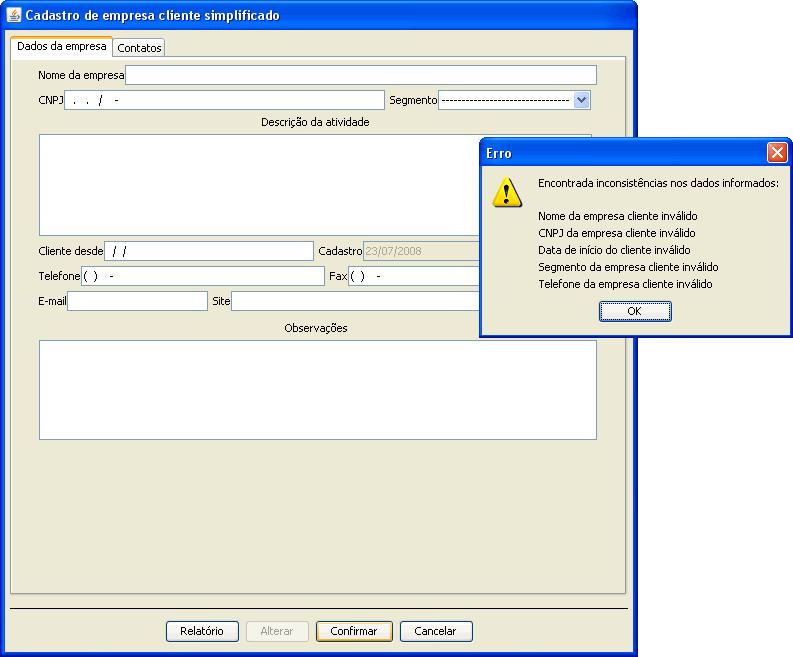 Cadastro de empresa cliente simplificado
Dados da empresa Contatos
Nome da empresa
CNPJ . . / - Segmento --------------------------------
Descrição da atividade
Cliente desde / / Cadastro 23/07/2008
Telefone ( ) - Fax ( ) -
E-mail Site
Observações
Relatório Alterar Confirmar Cancelar
Erro
Encontrada inconsistências nos dados informados:
Nome da empresa cliente inválido
CNPJ da empresa cliente inválido
Data de início do cliente inválido
Segmento da empresa cliente inválido
Telefone da empresa cliente inválido
OK